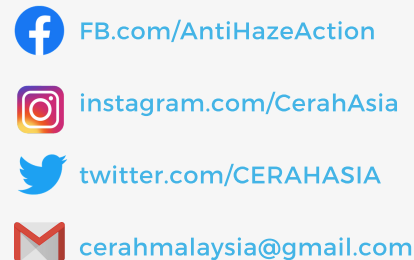 FB.com/AntiHazeAction
instagram.com/CerahAsia
twitter.com/CERAHASIA
cerahmalaysia@gmail.com